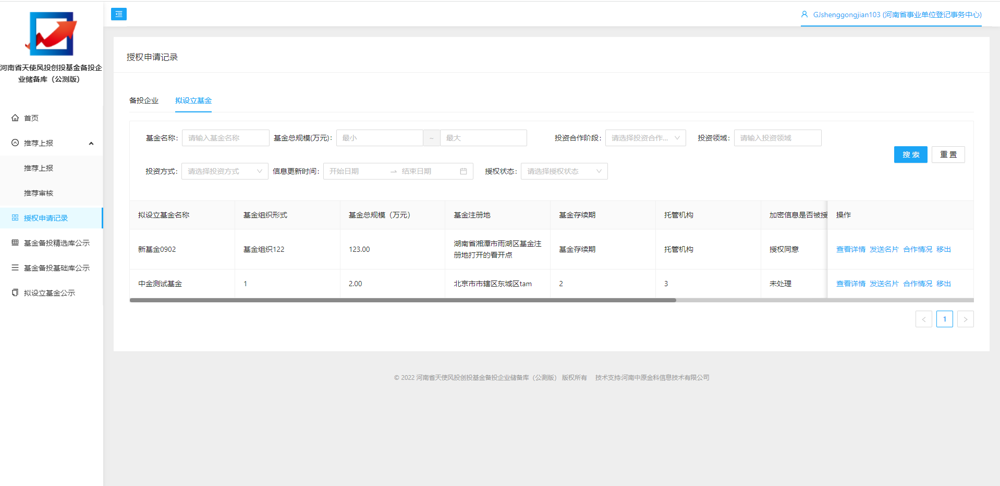 GJshenggongjian103 (河南省事业单位登记事务中心)
河南省天使风投创投基金备投企
业储备库（公测版）
首页
推荐上报
推荐上报
推荐审核
授权申请记录
基金备投精选库公示
基金备投基础库公示
拟设立基金公示
授权申请记录
备投企业 拟设立基金
基金名称: 请输入基金名称 基金总规模(万元): 最小 ~ 最大 投资合作阶段: 请选择投资合作... 投资领域: 请输入投资领域
搜索 重置
投资方式: 请选择投资方式 信息更新时间: 开始日期 → 结束日期 授权状态: 请选择授权状态
拟设立基金名称 基金组织形式 基金总规模（万元） 基金注册地 基金存续期 托管机构 加密信息是否被授 操作
新基金0902 基金组织122 123.00 湖南省湘潭市雨湖区基金注
册地打开的看开点 基金存续期 托管机构 授权同意 查看详情 发送名片 合作情况 移出
中金测试基金 1 2.00 北京市市辖区东城区tam 2 3 未处理 查看详情 发送名片 合作情况 移出
< 1 >
© 2022 河南省天使风投创投基金备投企业储备库（公测版） 版权所有 技术支持:河南中原金科信息技术有限公司